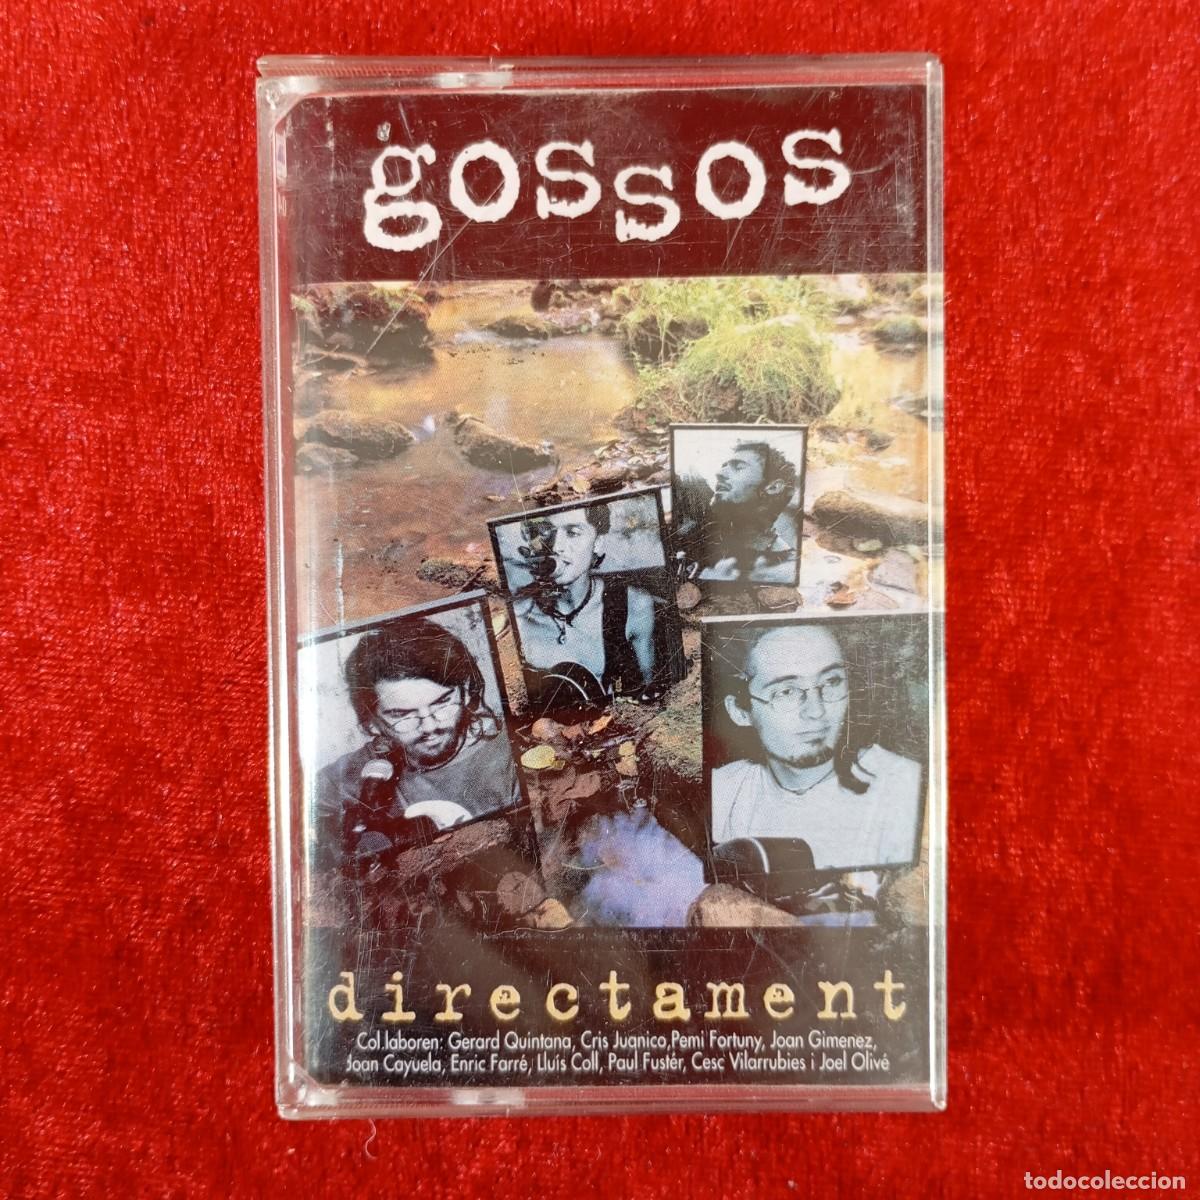 gossos
directament
Col.laboren: Gerard Quintana, Cris Juanico, Pemi Fortuny, Joan Gimenez,
Joan Cayuela, Enric Farré, Lluís Coll, Paul Fustér, Cesc Vilarrubies i Joel Olivé
todocoleccion